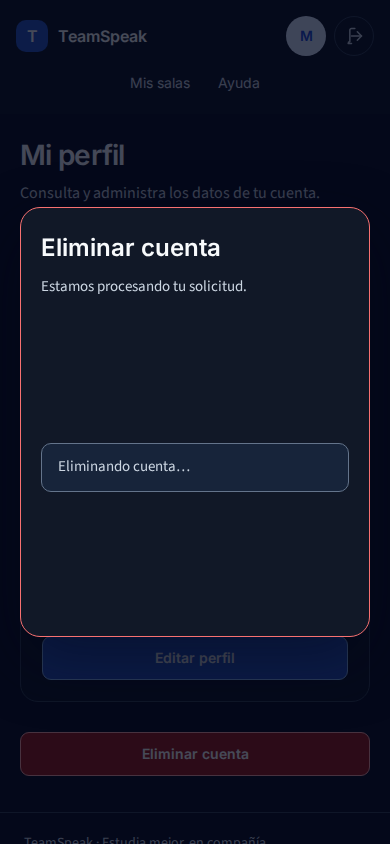 T TeamSpeak M
Mis salas Ayuda
Mi perfil
Consulta y administra los datos de tu cuenta.
Eliminar cuenta
Estamos procesando tu solicitud.
Eliminando cuenta…
Editar perfil
Eliminar cuenta
TeamSpeak · Estudia mejor, en compañía